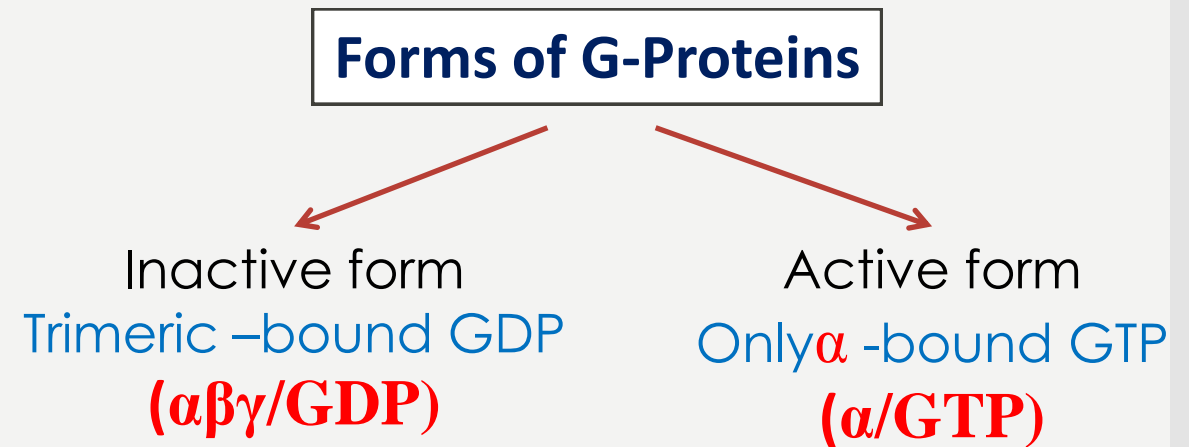 Forms of G-Proteins
Inactive form
Trimeric –bound GDP
(αβγ/GDP)
Active form
Onlyα -bound GTP
(α/GTP)